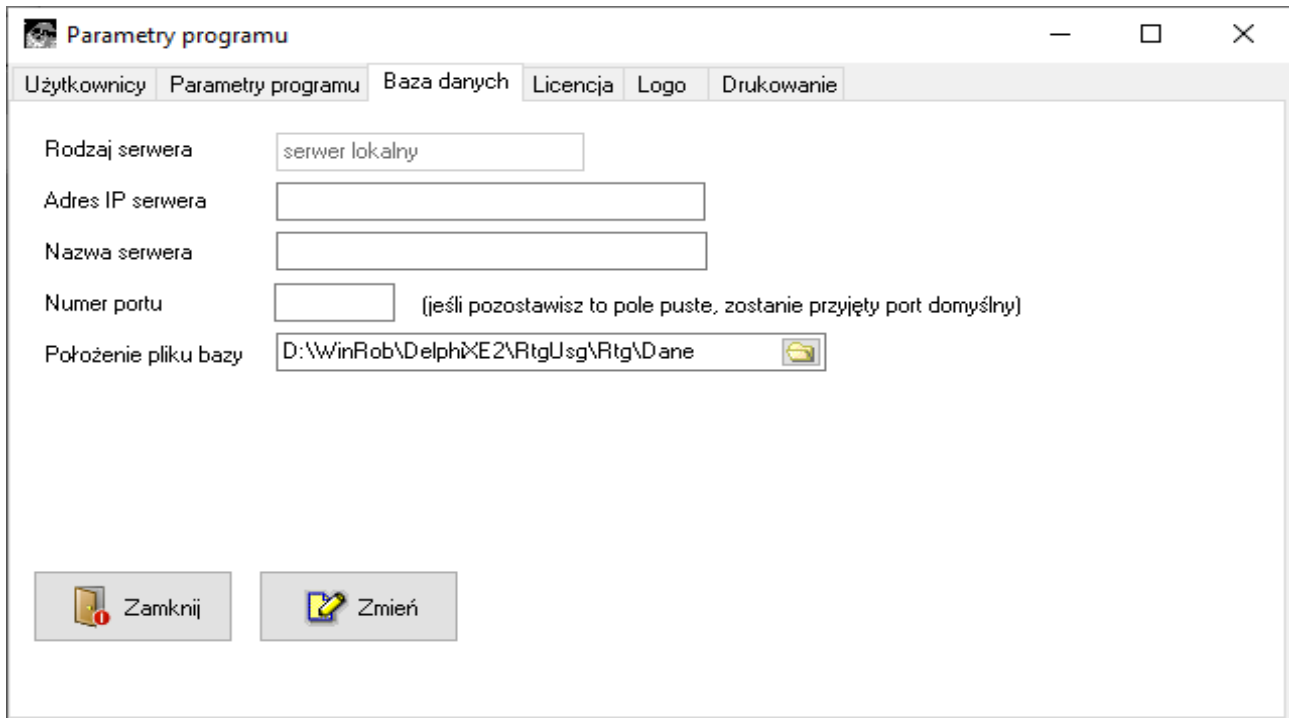 Parametry programu
Użytkownicy Parametry programu Baza danych Licencja Logo Drukowanie
Rodzaj serwera serwer lokalny
Adres IP serwera
Nazwa serwera
Numer portu (jeśli pozostawisz to pole puste, zostanie przyjęty port domyślny)
Położenie pliku bazy D:\WinRob\DelphiXE2\RtgUsg\Rtg\Dane
Zamknij Zmień